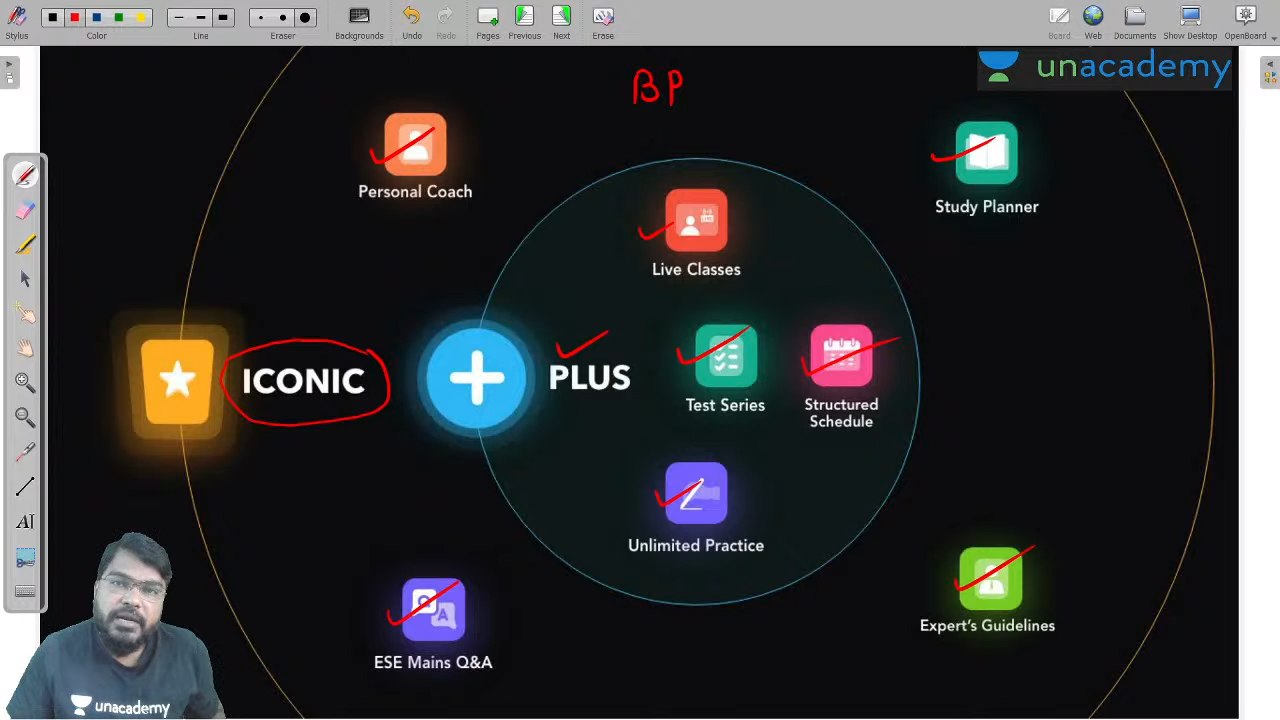 Stylus
Color
Line
Eraser
Backgrounds
Undo
Redo
Pages
Previous
Next
Erase
Board
Web
Documents
Show Desktop
OpenBoard
unacademy
BP
Personal Coach
Study Planner
Live Classes
ICONIC
PLUS
Test Series
Structured
Schedule
Unlimited Practice
ESE Mains Q&A
Expert's Guidelines
unacademy